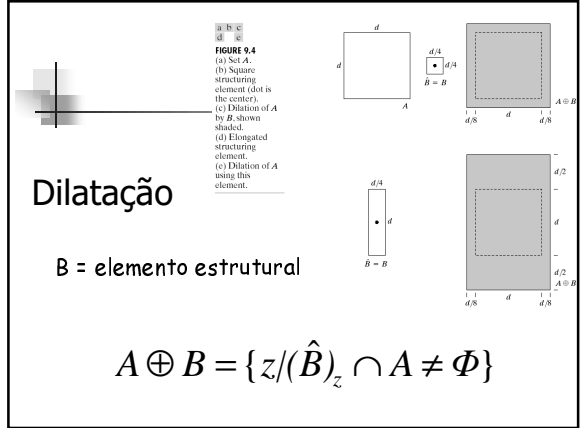 a b c
d e
FIGURE 9.4
(a) Set A.
(b) Square
structuring
element (dot is
the center).
(c) Dilation of A
by B, shown
shaded.
(d) Elongated
structuring
element.
(e) Dilation of A
using this
element.
d
d
A
d/4
d/4
B̂ = B
d
A ⊕ B
d/8
d/8
Dilatação
B = elemento estrutural
d/4
d
B̂ = B
d/2
d
d/2
A ⊕ B
d
d/8
d/8
A ⊕ B = {z/(B̂)z ∩ A ≠ Φ}